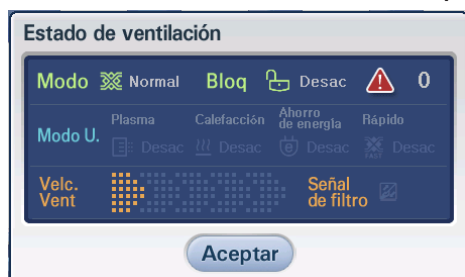 Estado de ventilación
Modo Normal Bloq Desac 0
Modo U. Plasma Calefacción Ahorro de energía Rápido
Desac Desac Desac FAST Desac
Velc. Vent Señal de filtro
Aceptar